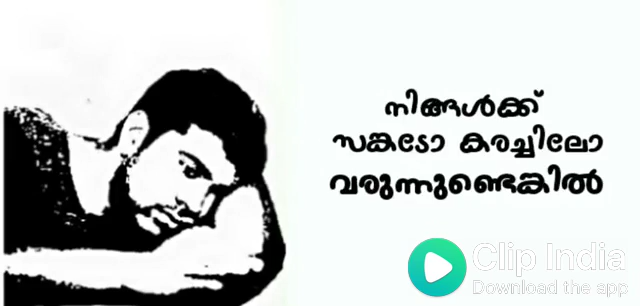 നിങ്ങൾക്ക്
സങ്കടോ കരച്ചിലോ
വരുന്നുണ്ടെങ്കിൽ
Clip India
Download the app